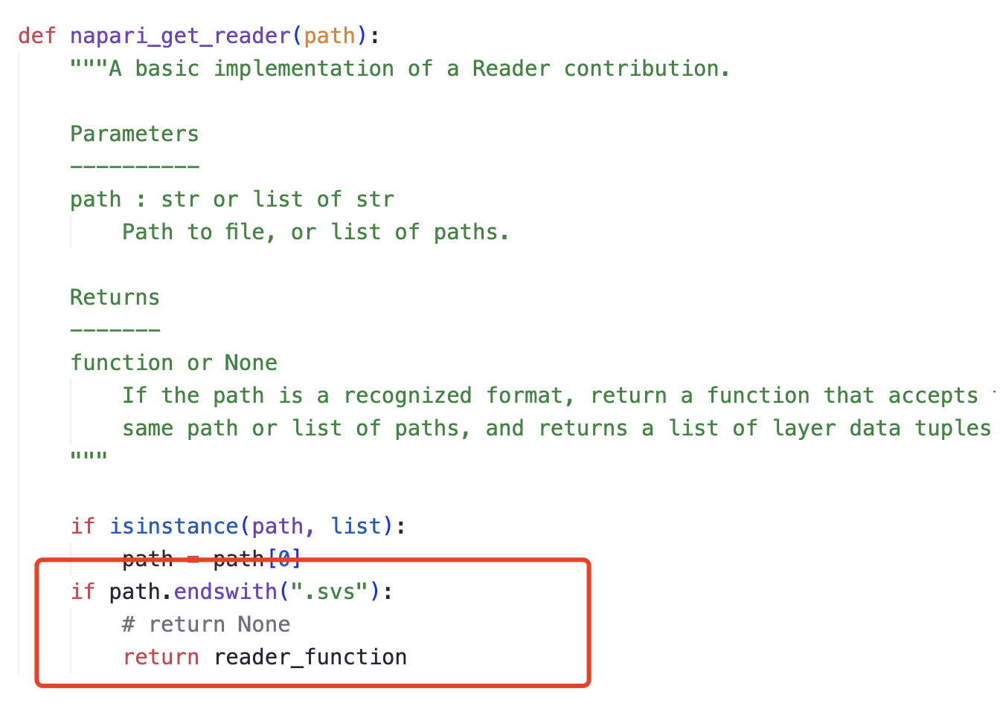 def napari_get_reader(path):
"""A basic implementation of a Reader contribution.
Parameters
----------
path : str or list of str
Path to file, or list of paths.
Returns
-------
function or None
If the path is a recognized format, return a function that accepts
same path or list of paths, and returns a list of layer data tuples
"""
if isinstance(path, list):
path = path[0]
if path.endswith(".svs"):
# return None
return reader_function